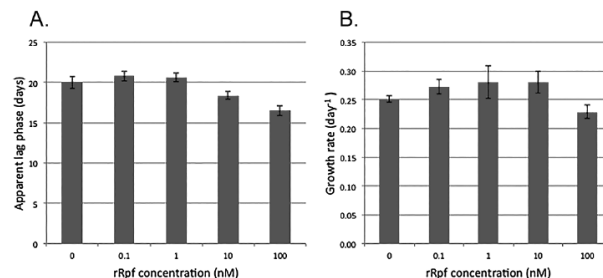 A.
25
20
15
10
5
0
Apparent lag phase (days)
0 0.1 1 10 100
rRpf concentration (nM)
B.
0.35
0.30
0.25
0.20
0.15
0.10
0.05
0.00
Growth rate (day⁻¹)
0 0.1 1 10 100
rRpf concentration (nM)